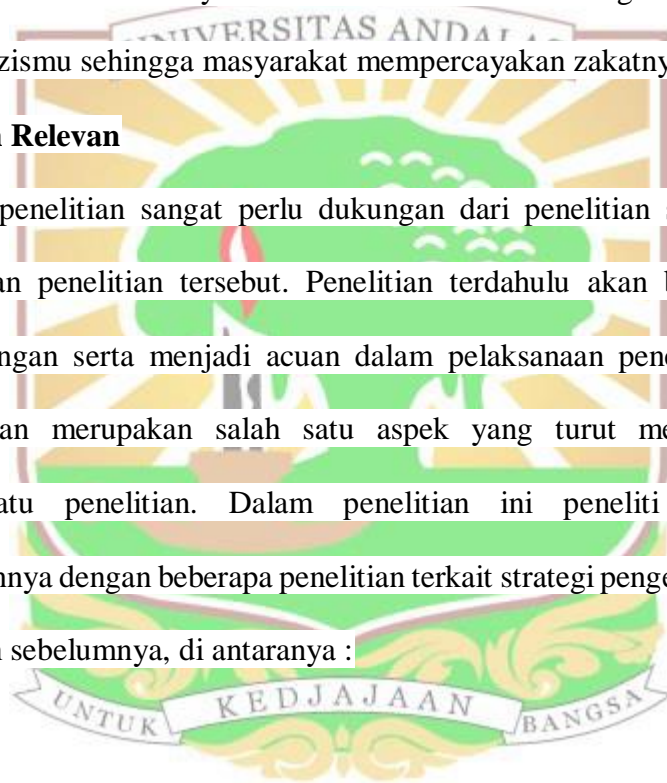 UNIVERSITAS ANDALAS
zismu sehingga masyarakat mempercayakan zakatny
Relevan
penelitian sangat perlu dukungan dari penelitian
an penelitian tersebut. Penelitian terdahulu akan
ngan serta menjadi acuan dalam pelaksanaan pene
an merupakan salah satu aspek yang turut me
atu penelitian. Dalam penelitian ini peneliti
nnya dengan beberapa penelitian terkait strategi penge
sebelumnya, di antaranya :
UNTUK KEDJAJAAN BANGSA